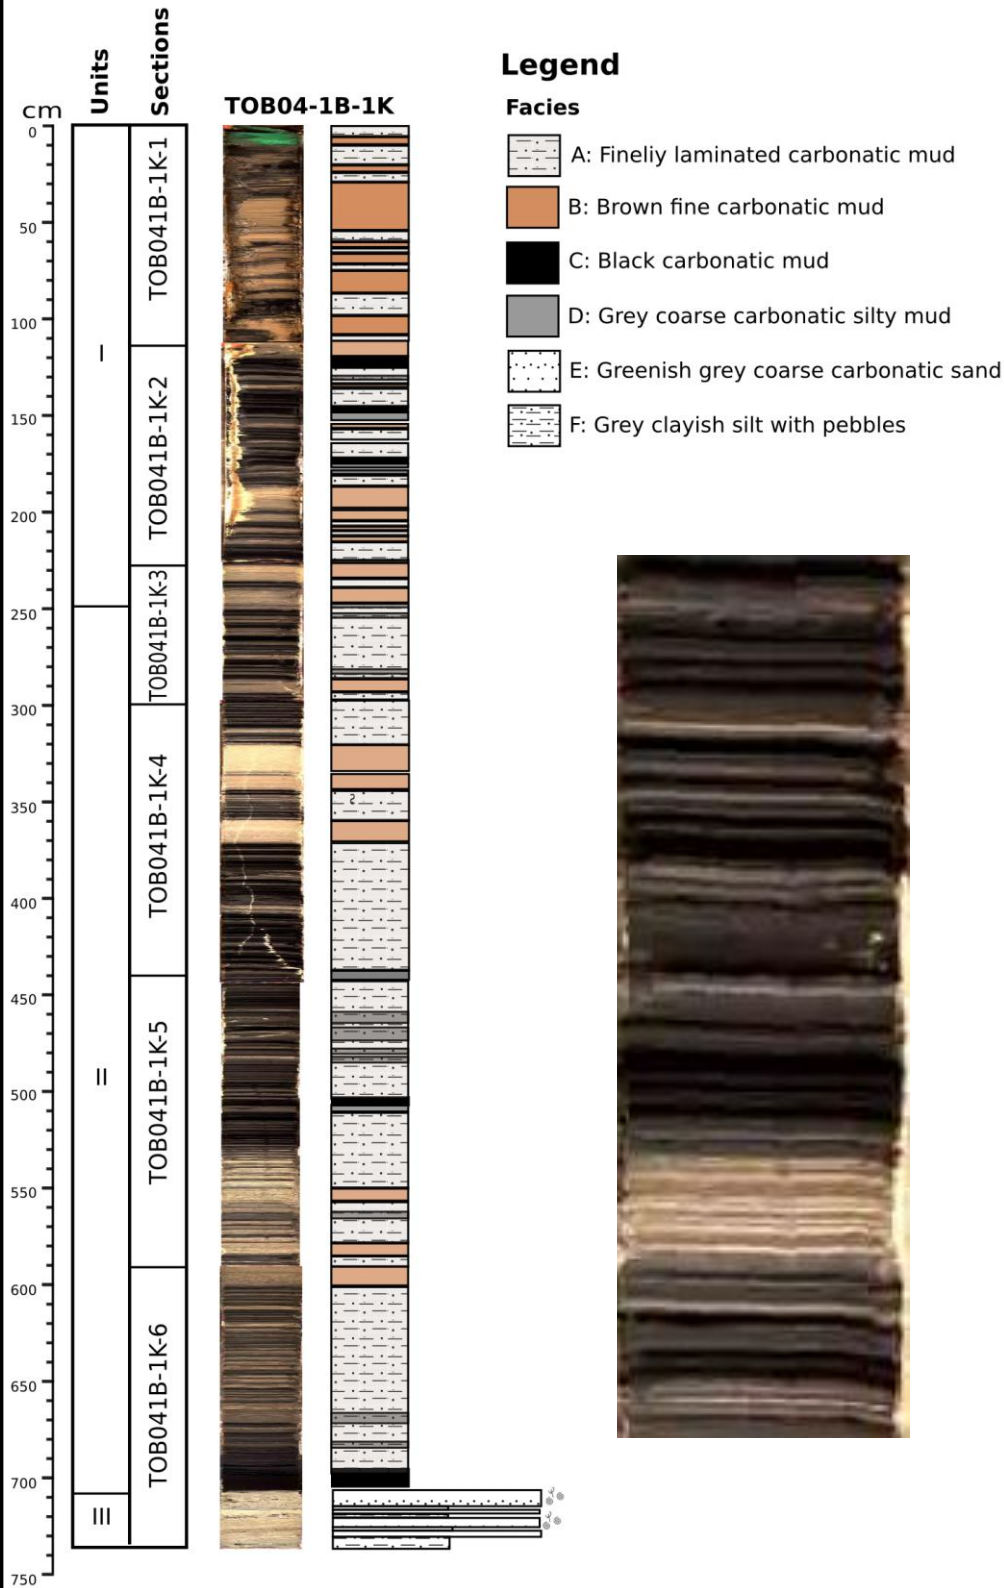 Units
Sections
cm
TOB04-1B-1K
0
50
100
150
200
250
300
350
400
450
500
550
600
650
700
750
I
II
III
TOB041B-1K-1
TOB041B-1K-2
TOB041B-1K-3
TOB041B-1K-4
TOB041B-1K-5
TOB041B-1K-6
Legend
Facies
A: Fineliy laminated carbonatic mud
B: Brown fine carbonatic mud
C: Black carbonatic mud
D: Grey coarse carbonatic silty mud
E: Greenish grey coarse carbonatic sand
F: Grey clayish silt with pebbles